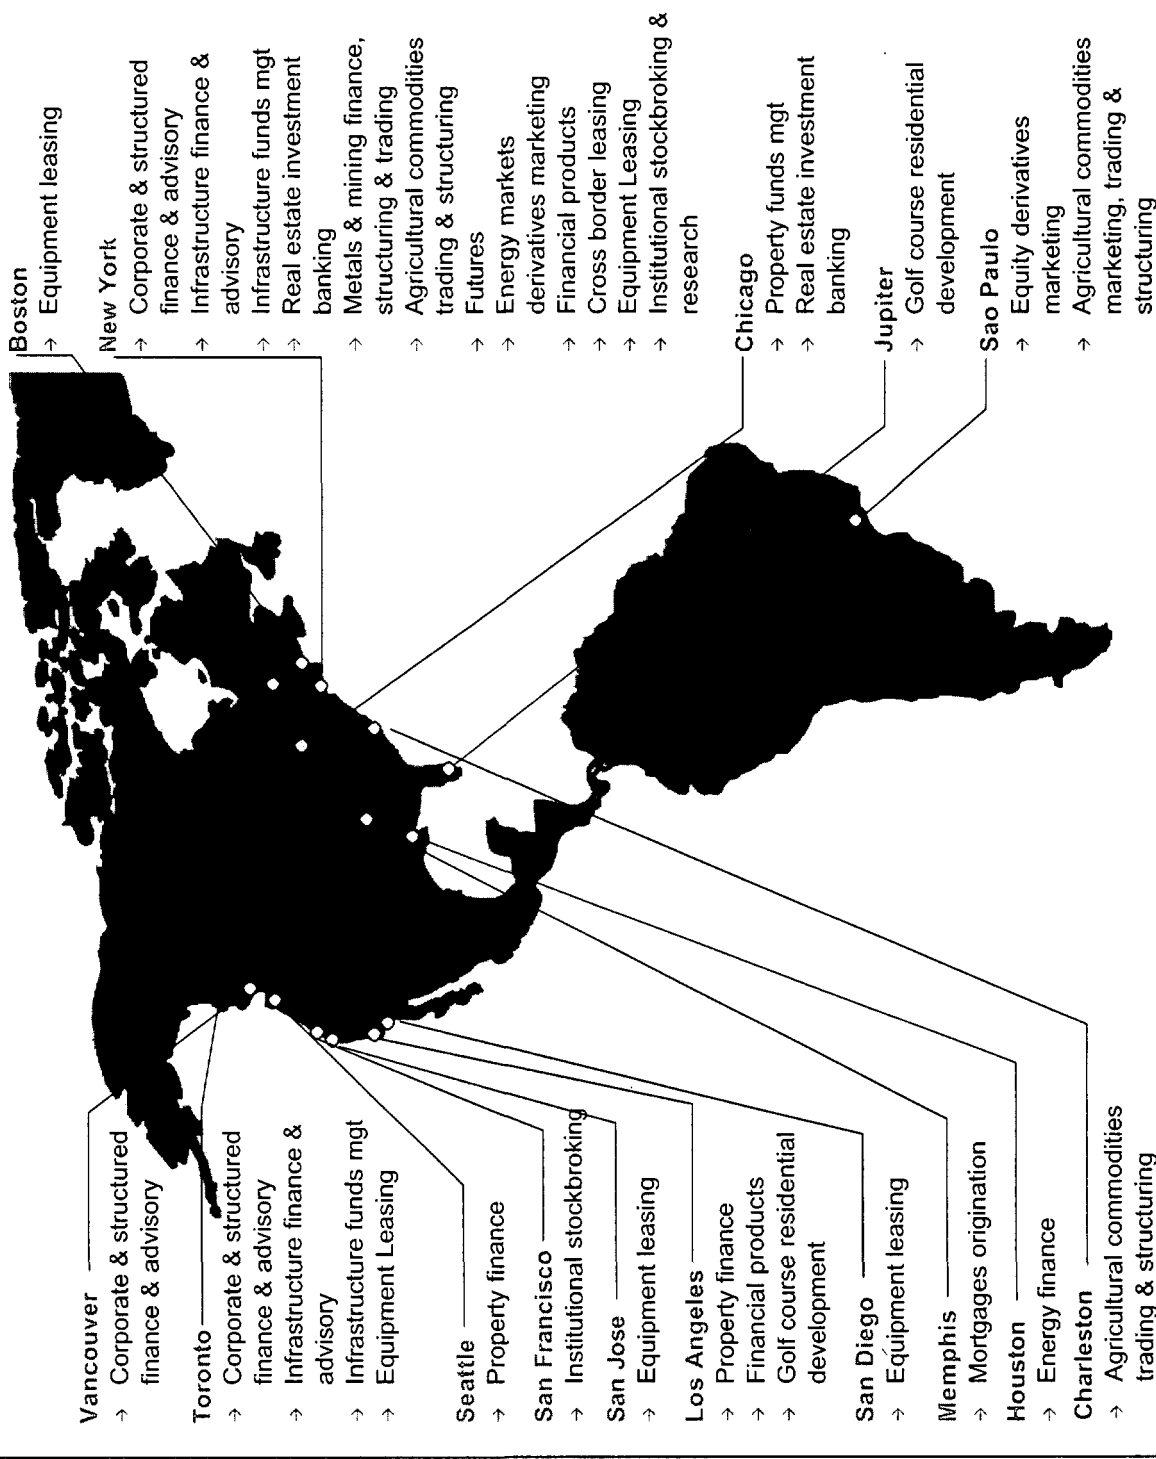 Vancouver
→ Corporate & structured
finance & advisory
Toronto
→ Corporate & structured
finance & advisory
→ Infrastructure finance &
advisory
→ Infrastructure funds mgt
→ Equipment Leasing
Seattle
→ Property finance
San Francisco
→ Institutional stockbroking
San Jose
→ Equipment leasing
Los Angeles
→ Property finance
→ Financial products
→ Golf course residential
development
San Diego
→ Equipment leasing
Memphis
→ Mortgages origination
Houston
→ Energy finance
Charleston
→ Agricultural commodities
trading & structuring
Boston
→ Equipment leasing
New York
→ Corporate & structured
finance & advisory
→ Infrastructure finance &
advisory
→ Infrastructure funds mgt
→ Real estate investment
banking
→ Metals & mining finance,
structuring & trading
→ Agricultural commodities
trading & structuring
→ Futures
→ Energy markets
derivatives marketing
→ Financial products
→ Cross border leasing
→ Equipment Leasing
→ Institutional stockbroking &
research
Chicago
→ Property funds mgt
→ Real estate investment
banking
Jupiter
→ Golf course residential
development
Sao Paulo
→ Equity derivatives
marketing
→ Agricultural commodities
marketing, trading &
structuring